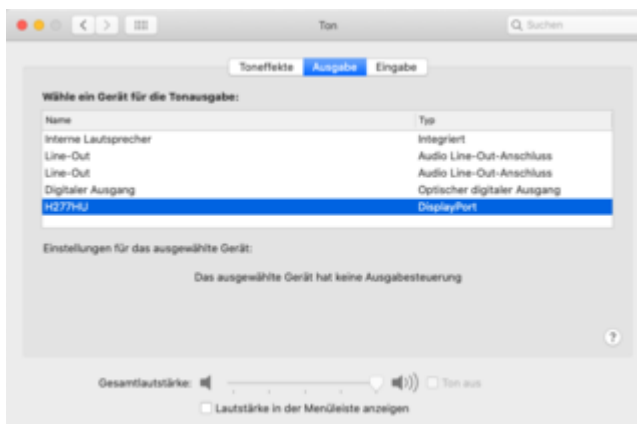 Ton
Suchen
Toneffekte Ausgabe Eingabe
Wähle ein Gerät für die Tonausgabe:
Name Typ
Interne Lautsprecher Integriert
Line-Out Audio Line-Out-Anschluss
Line-Out Audio Line-Out-Anschluss
Digitaler Ausgang Optischer digitaler Ausgang
H277HU DisplayPort
Einstellungen für das ausgewählte Gerät:
Das ausgewählte Gerät hat keine Ausgabesteuerung
?
Gesamtlautstärke: Ton aus
Lautstärke in der Menüleiste anzeigen